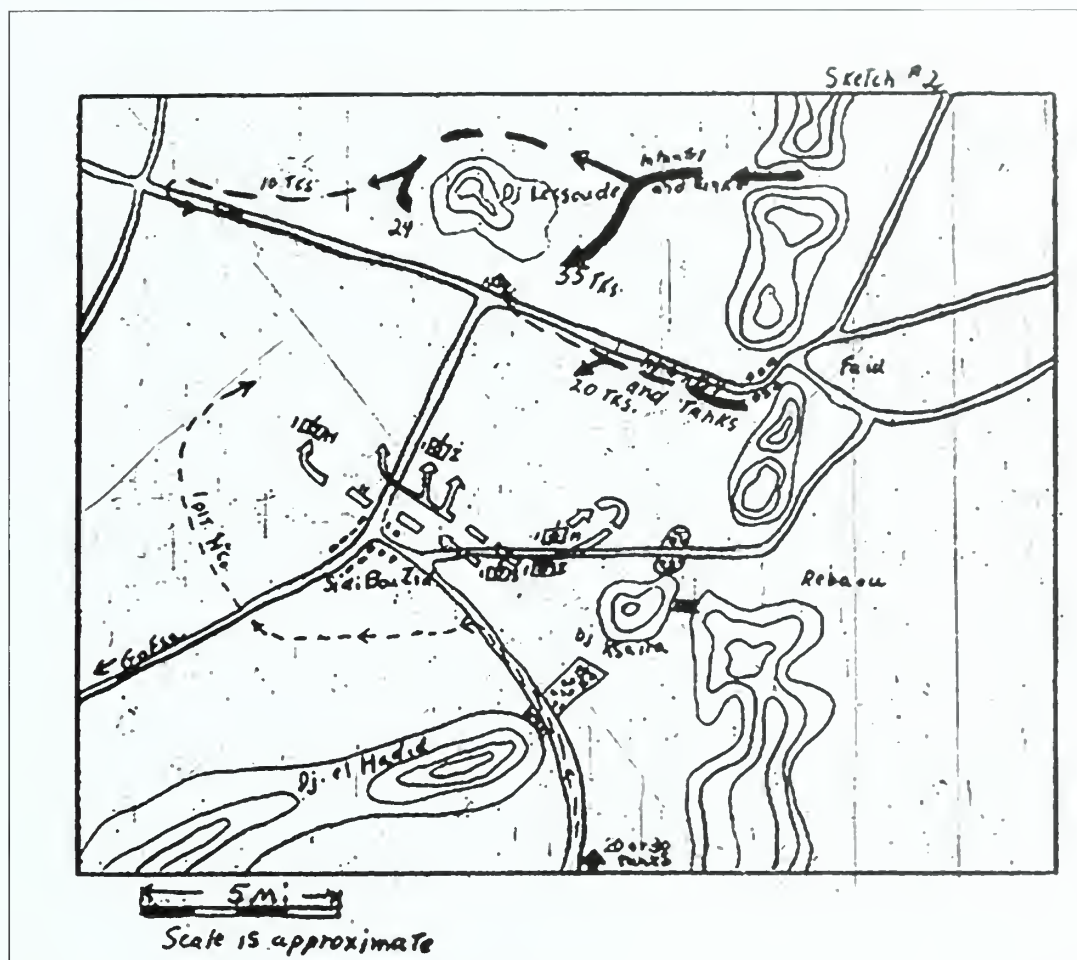 Sketch #2
10 TKS.
Dj Lessouda
and Tanks
24
35 TKS.
Faid
20 TKS.
and Tanks
Sidi Bou Zid
Rebaou
Dj Ksaira
Gafsa
Dj. el Hadid
20 or 30
tanks
5 Mi
Scale is approximate